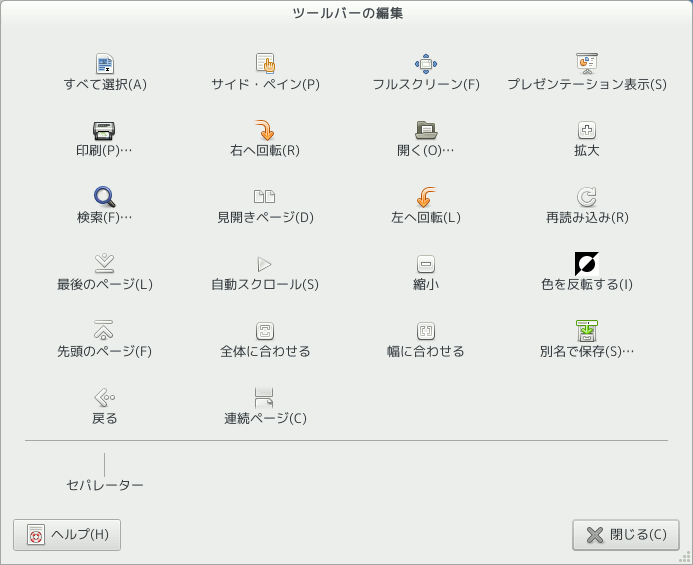 ツールバーの編集
すべて選択(A)
サイド・ペイン(P)
フルスクリーン(F)
プレゼンテーション表示(S)
印刷(P)…
右へ回転(R)
開く(O)…
拡大
検索(F)…
見開きページ(D)
左へ回転(L)
再読み込み(R)
最後のページ(L)
自動スクロール(S)
縮小
色を反転する(I)
先頭のページ(F)
全体に合わせる
幅に合わせる
別名で保存(S)…
戻る
連続ページ(C)
セパレーター
ヘルプ(H)
閉じる(C)